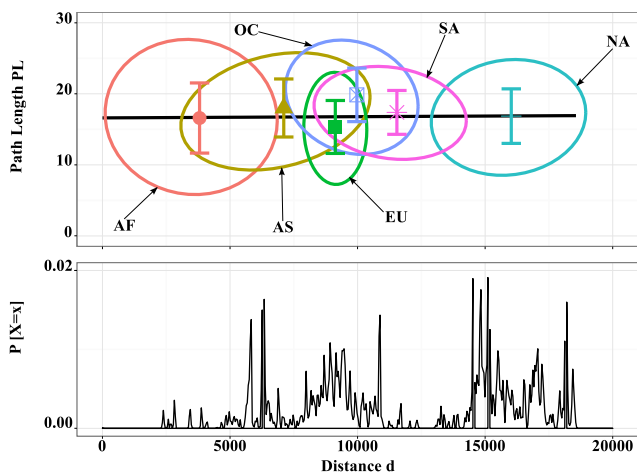 30
20
10
0
Path Length PL
OC
SA
NA
AF
AS
EU
0.02
0.00
P [X=x]
0
5000
10000
15000
20000
Distance d